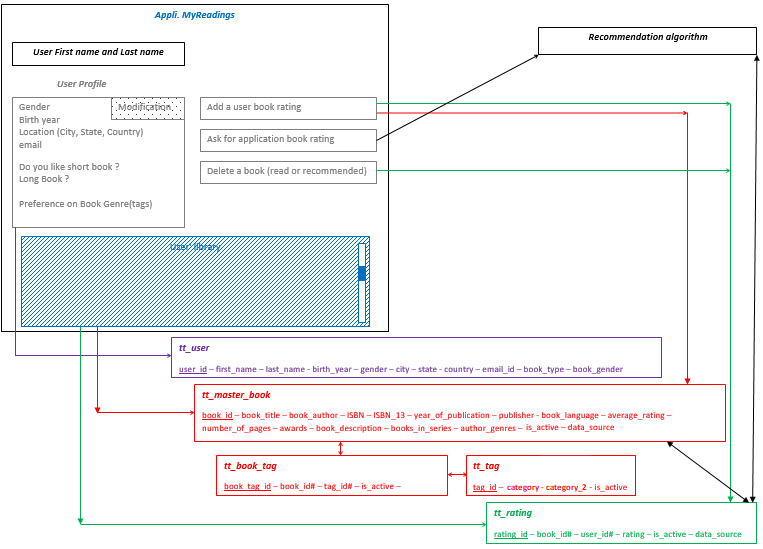 Appli. MyReadings
User First name and Last name
Recommendation algorithm
User Profile
Gender
Modification
Birth year
Location (City, State, Country)
email
Do you like short book ?
Long Book ?
Preference on Book Genre(tags)
Add a user book rating
Ask for application book rating
Delete a book (read or recommended)
User' library
tt_user
user_id – first_name – last_name - birth_year – gender – city – state - country – email_id – book_type – book_gender
tt_master_book
book_id – book_title – book_author – ISBN – ISBN_13 – year_of_publication – publisher - book_language – average_rating –
number_of_pages – awards – book_description – books_in_series – author_genres – is_active – data_source
tt_book_tag
book_tag_id – book_id# – tag_id# – is_active –
tt_tag
tag_id – category - category_2 - is_active
tt_rating
rating_id – book_id# – user_id# – rating – is_active – data_source